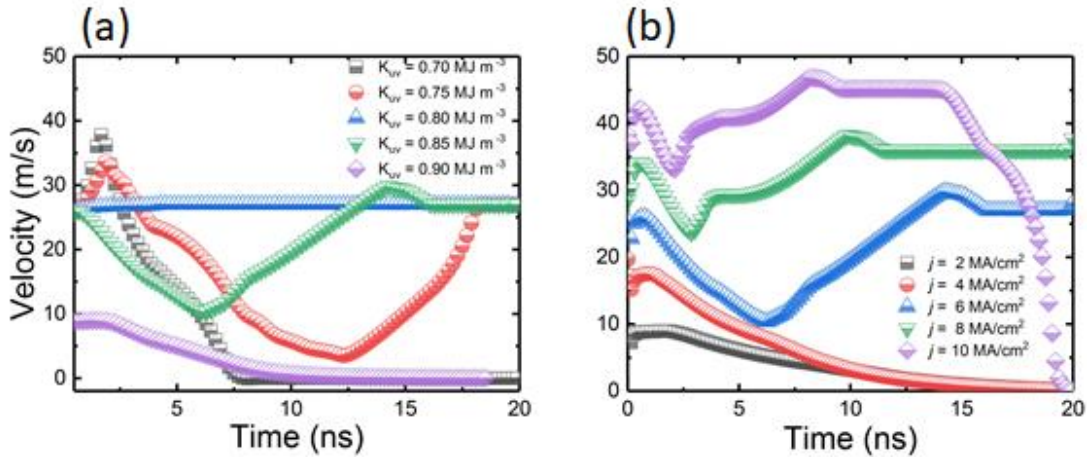 (a)
50
40
30
20
10
0
Velocity (m/s)
5
10
15
20
Time (ns)
Kuv = 0.70 MJ m-3
Kuv = 0.75 MJ m-3
Kuv = 0.80 MJ m-3
Kuv = 0.85 MJ m-3
Kuv = 0.90 MJ m-3
(b)
50
40
30
20
10
0
0
5
10
15
20
Time (ns)
j = 2 MA/cm²
j = 4 MA/cm²
j = 6 MA/cm²
j = 8 MA/cm²
j = 10 MA/cm²